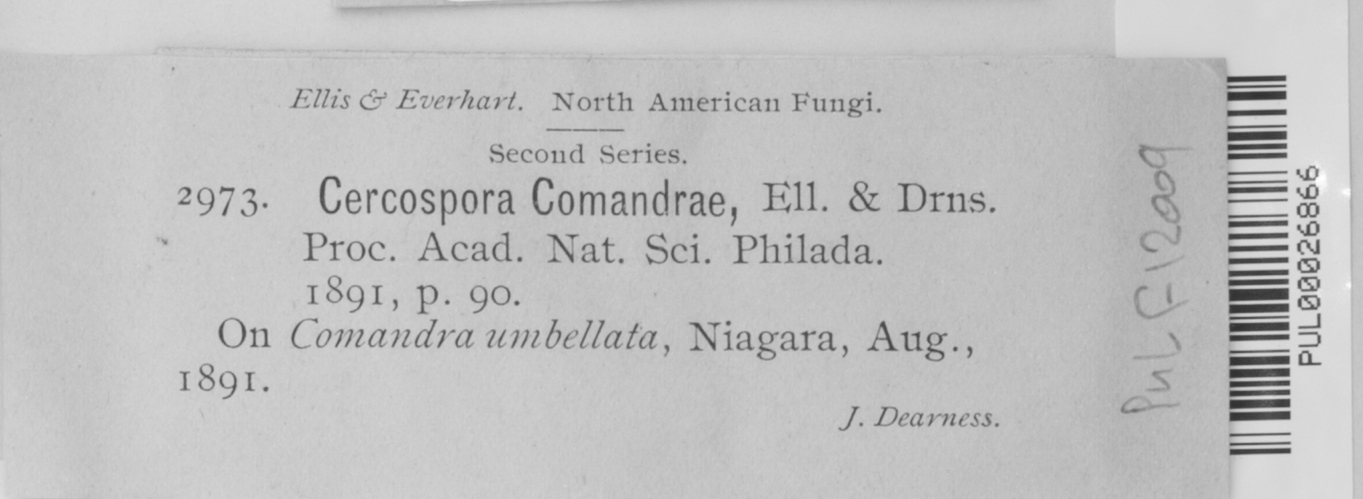 Ellis & Everhart. North American Fungi.
Second Series.
2973. Cercospora Comandrae, Ell. & Drns.
Proc. Acad. Nat. Sci. Philada.
1891, p. 90.
On Comandra umbellata, Niagara, Aug.,
1891.
J. Dearness.
PUL F12009
PUL00026866